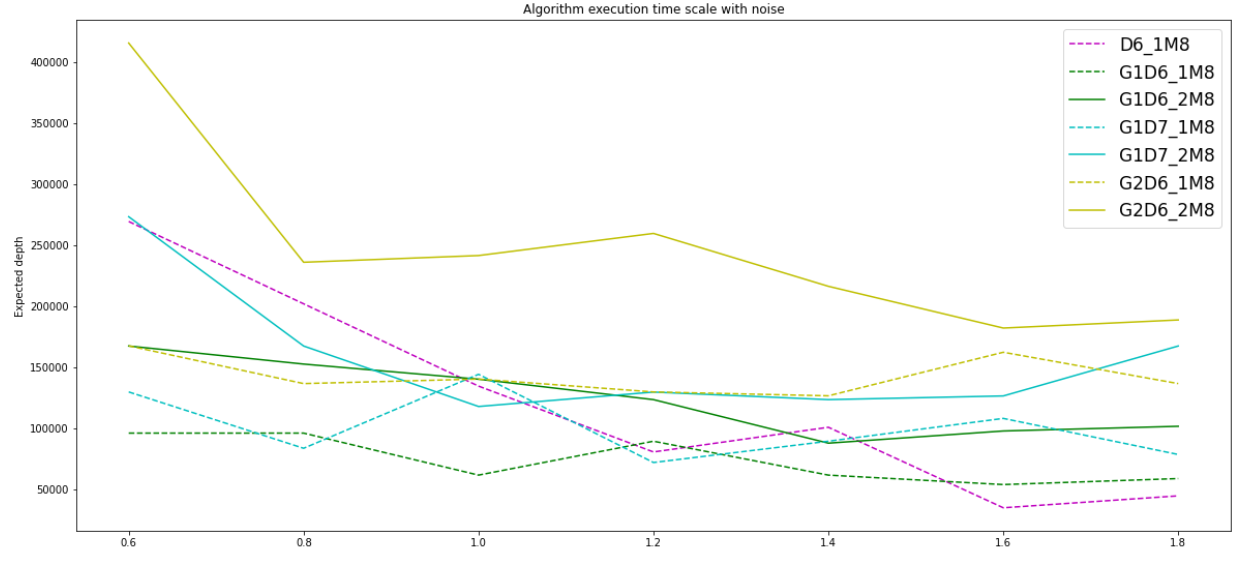 Algorithm execution time scale with noise
400000
350000
300000
250000
200000
150000
100000
50000
Expected depth
D6_1M8
G1D6_1M8
G1D6_2M8
G1D7_1M8
G1D7_2M8
G2D6_1M8
G2D6_2M8
0.6 0.8 1.0 1.2 1.4 1.6 1.8